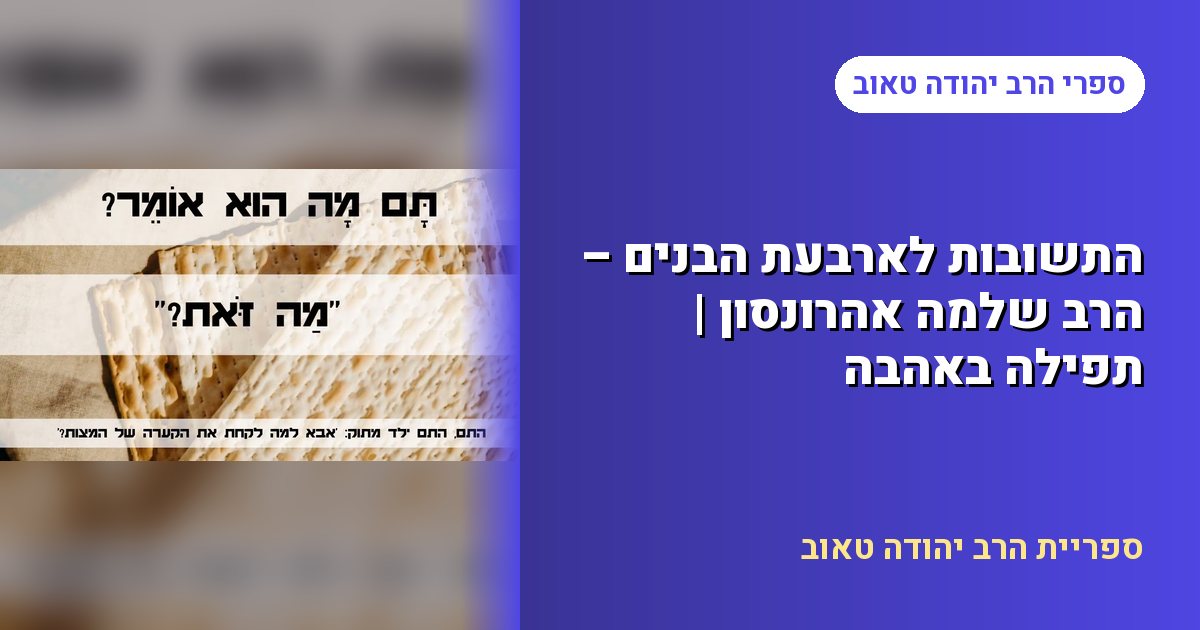 ספרי הרב יהודה טאוב
התשובות לארבעת הבנים –
הרב שלמה אהרונסון |
תפילה באהבה
ספריית הרב יהודה טאוב
תָּם מָה הוּא אוֹמֵר?
"מַה זֹּאת?"
התם, התם ילד מתוק: 'אבא למה לקחת את הקערה של המצות?'